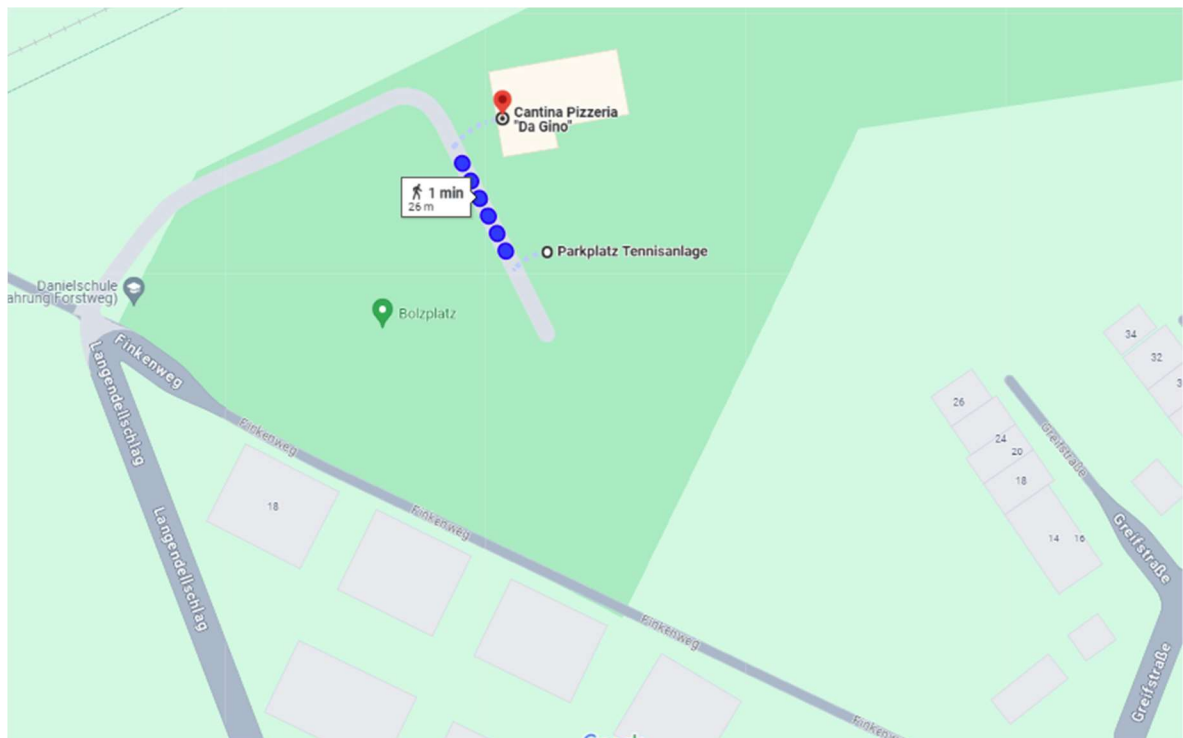 Cantina Pizzeria
"Da Gino"
1 min
26 m
Parkplatz Tennisanlage
Danielschule
ahrung Forstweg)
Bolzplatz
Finkenweg
Langendellschlag
Finkenweg
18
Finkenweg
Langendellschlag
Finkenweg
34
32
26
24
20
18
14 16
Greifstraße
Greifstraße
Greifstraße